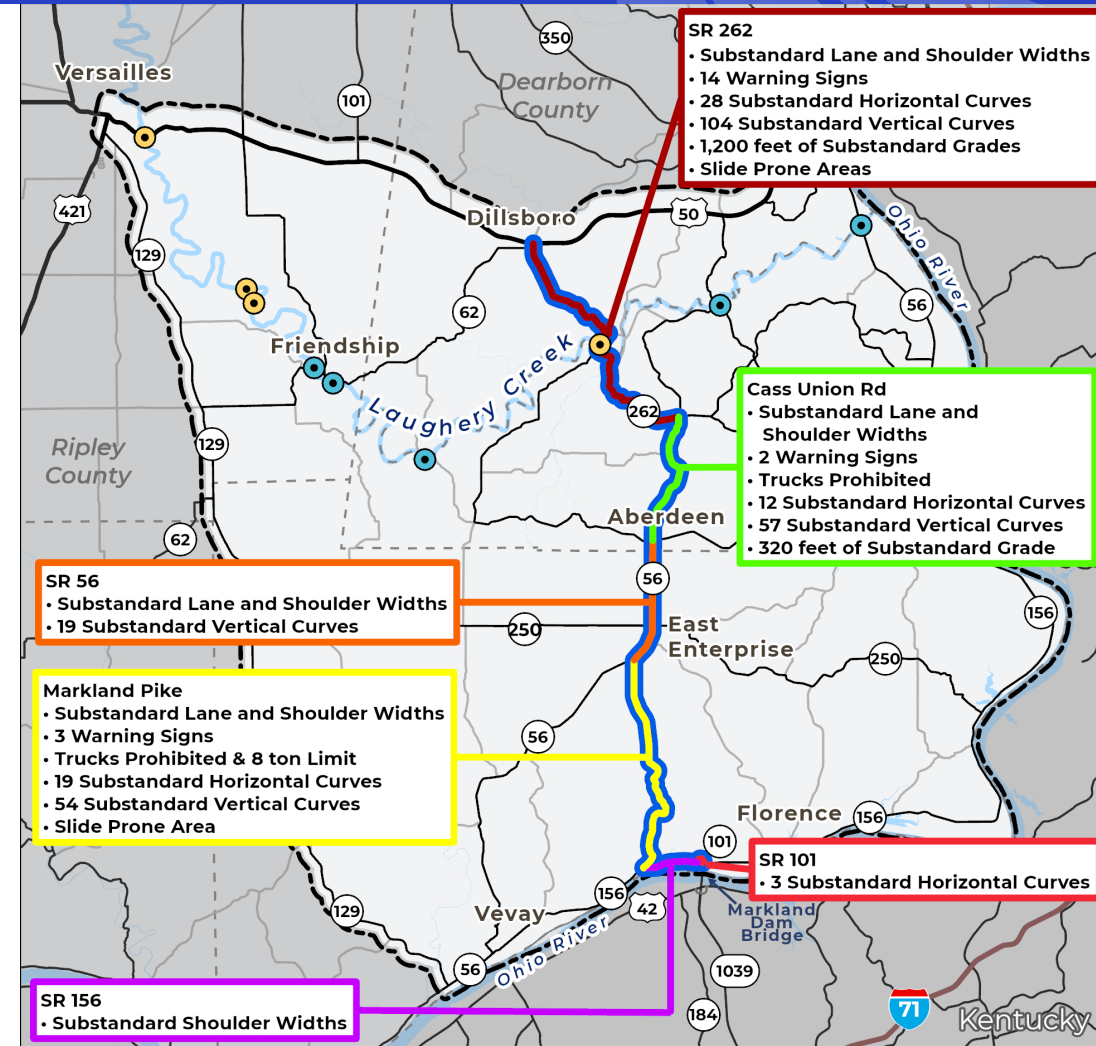 SR 262
• Substandard Lane and Shoulder Widths
• 14 Warning Signs
• 28 Substandard Horizontal Curves
• 104 Substandard Vertical Curves
• 1,200 feet of Substandard Grades
• Slide Prone Areas
350
Versailles
Dearborn
County
101
421
Dillsboro
50
Ohio River
129
62
56
Friendship
Laughery Creek
262
Cass Union Rd
• Substandard Lane and
Shoulder Widths
• 2 Warning Signs
• Trucks Prohibited
• 12 Substandard Horizontal Curves
• 57 Substandard Vertical Curves
• 320 feet of Substandard Grade
Ripley
County
129
Aberdeen
62
56
SR 56
• Substandard Lane and Shoulder Widths
• 19 Substandard Vertical Curves
156
250
East
Enterprise
250
Markland Pike
• Substandard Lane and Shoulder Widths
• 3 Warning Signs
• Trucks Prohibited & 8 ton Limit
• 19 Substandard Horizontal Curves
• 54 Substandard Vertical Curves
• Slide Prone Area
56
Florence
156
101
SR 101
• 3 Substandard Horizontal Curves
156
42
129
Vevay
Markland
Dam
Bridge
Ohio River
56
1039
SR 156
• Substandard Shoulder Widths
184
71
Kentucky